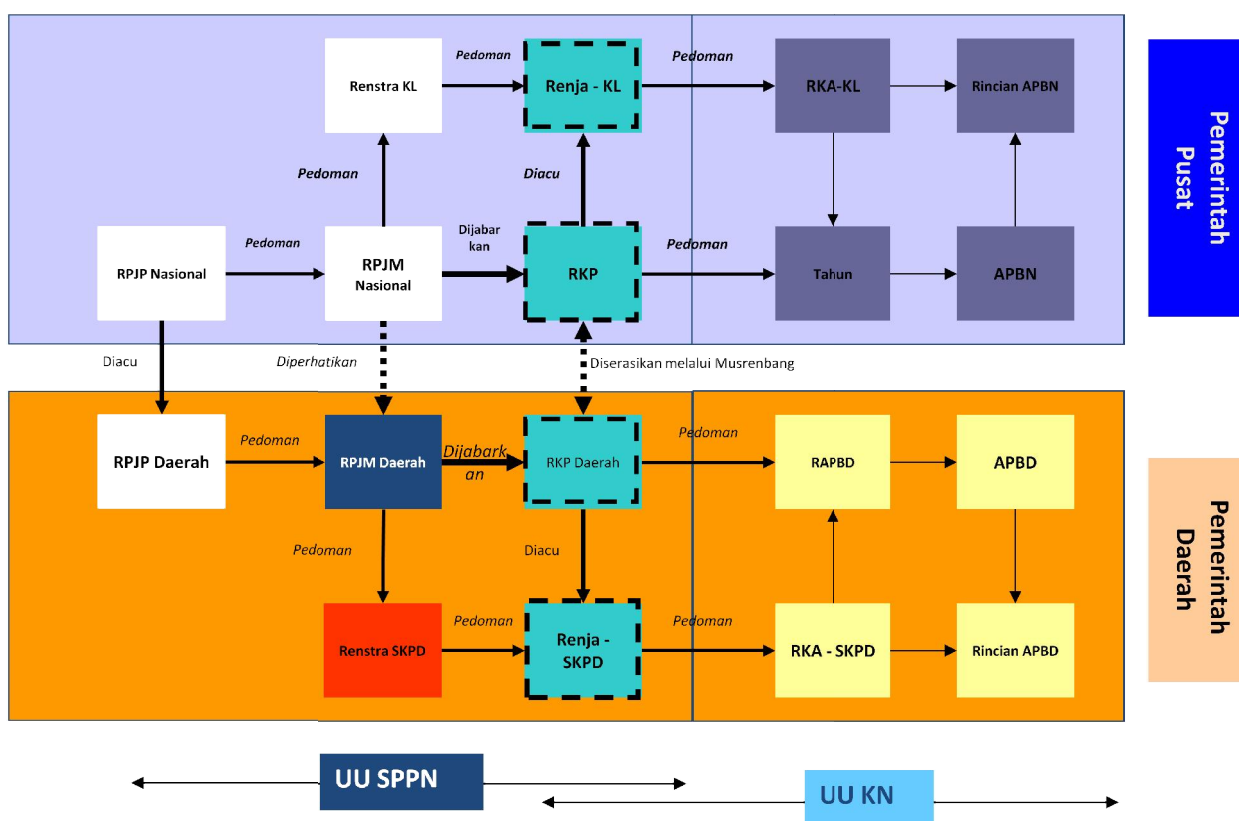 Pedoman
Pedoman
Renstra KL
Renja - KL
RKA-KL
Rincian APBN
Pedoman
Diacu
Pemerintah
Pusat
Pedoman
Dijabar
kan
Pedoman
RPJP Nasional
RPJM
Nasional
RKP
Tahun
APBN
Diacu
Diperhatikan
Diserasikan melalui Musrenbang
Pedoman
Dijabark
an
Pedoman
RPJP Daerah
RPJM Daerah
RKP Daerah
RAPBD
APBD
Pedoman
Diacu
Pemerintah
Daerah
Pedoman
Pedoman
Renstra SKPD
Renja -
SKPD
RKA - SKPD
Rincian APBD
UU SPPN
UU KN